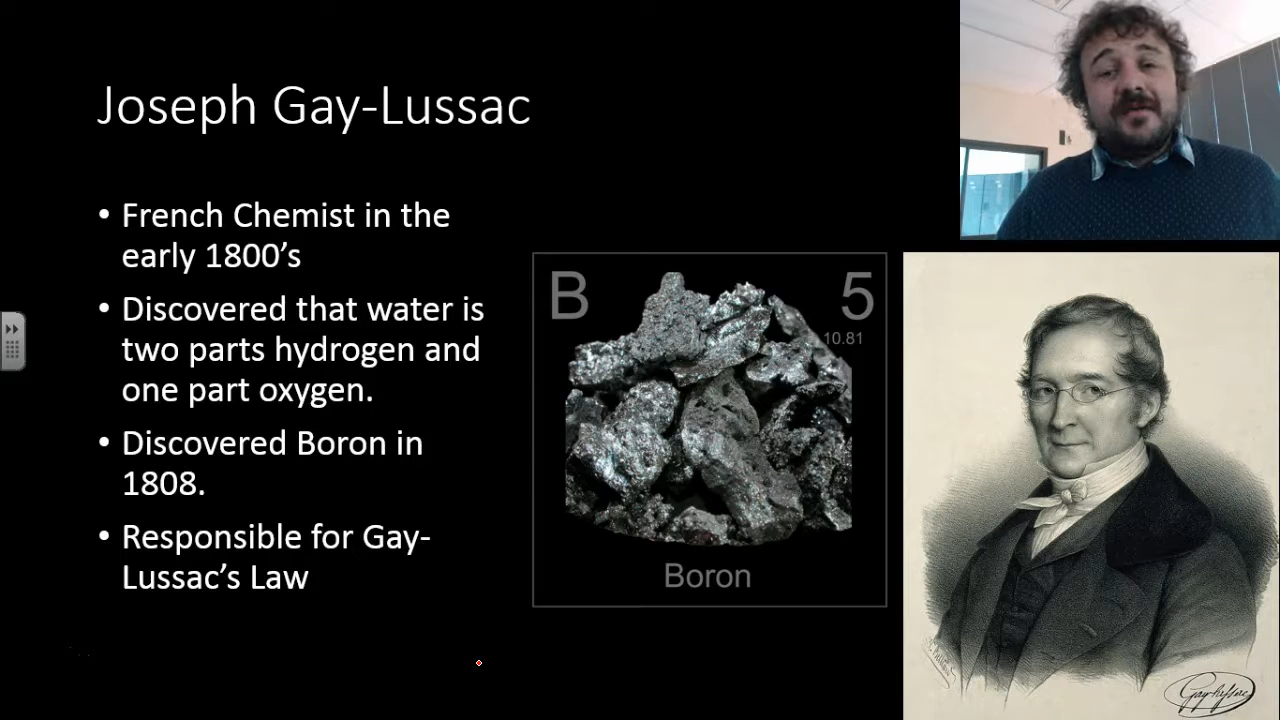 Joseph Gay-Lussac
• French Chemist in the
early 1800’s
• Discovered that water is
two parts hydrogen and
one part oxygen.
• Discovered Boron in
1808.
• Responsible for Gay-
Lussac’s Law
B
5
10.81
Boron